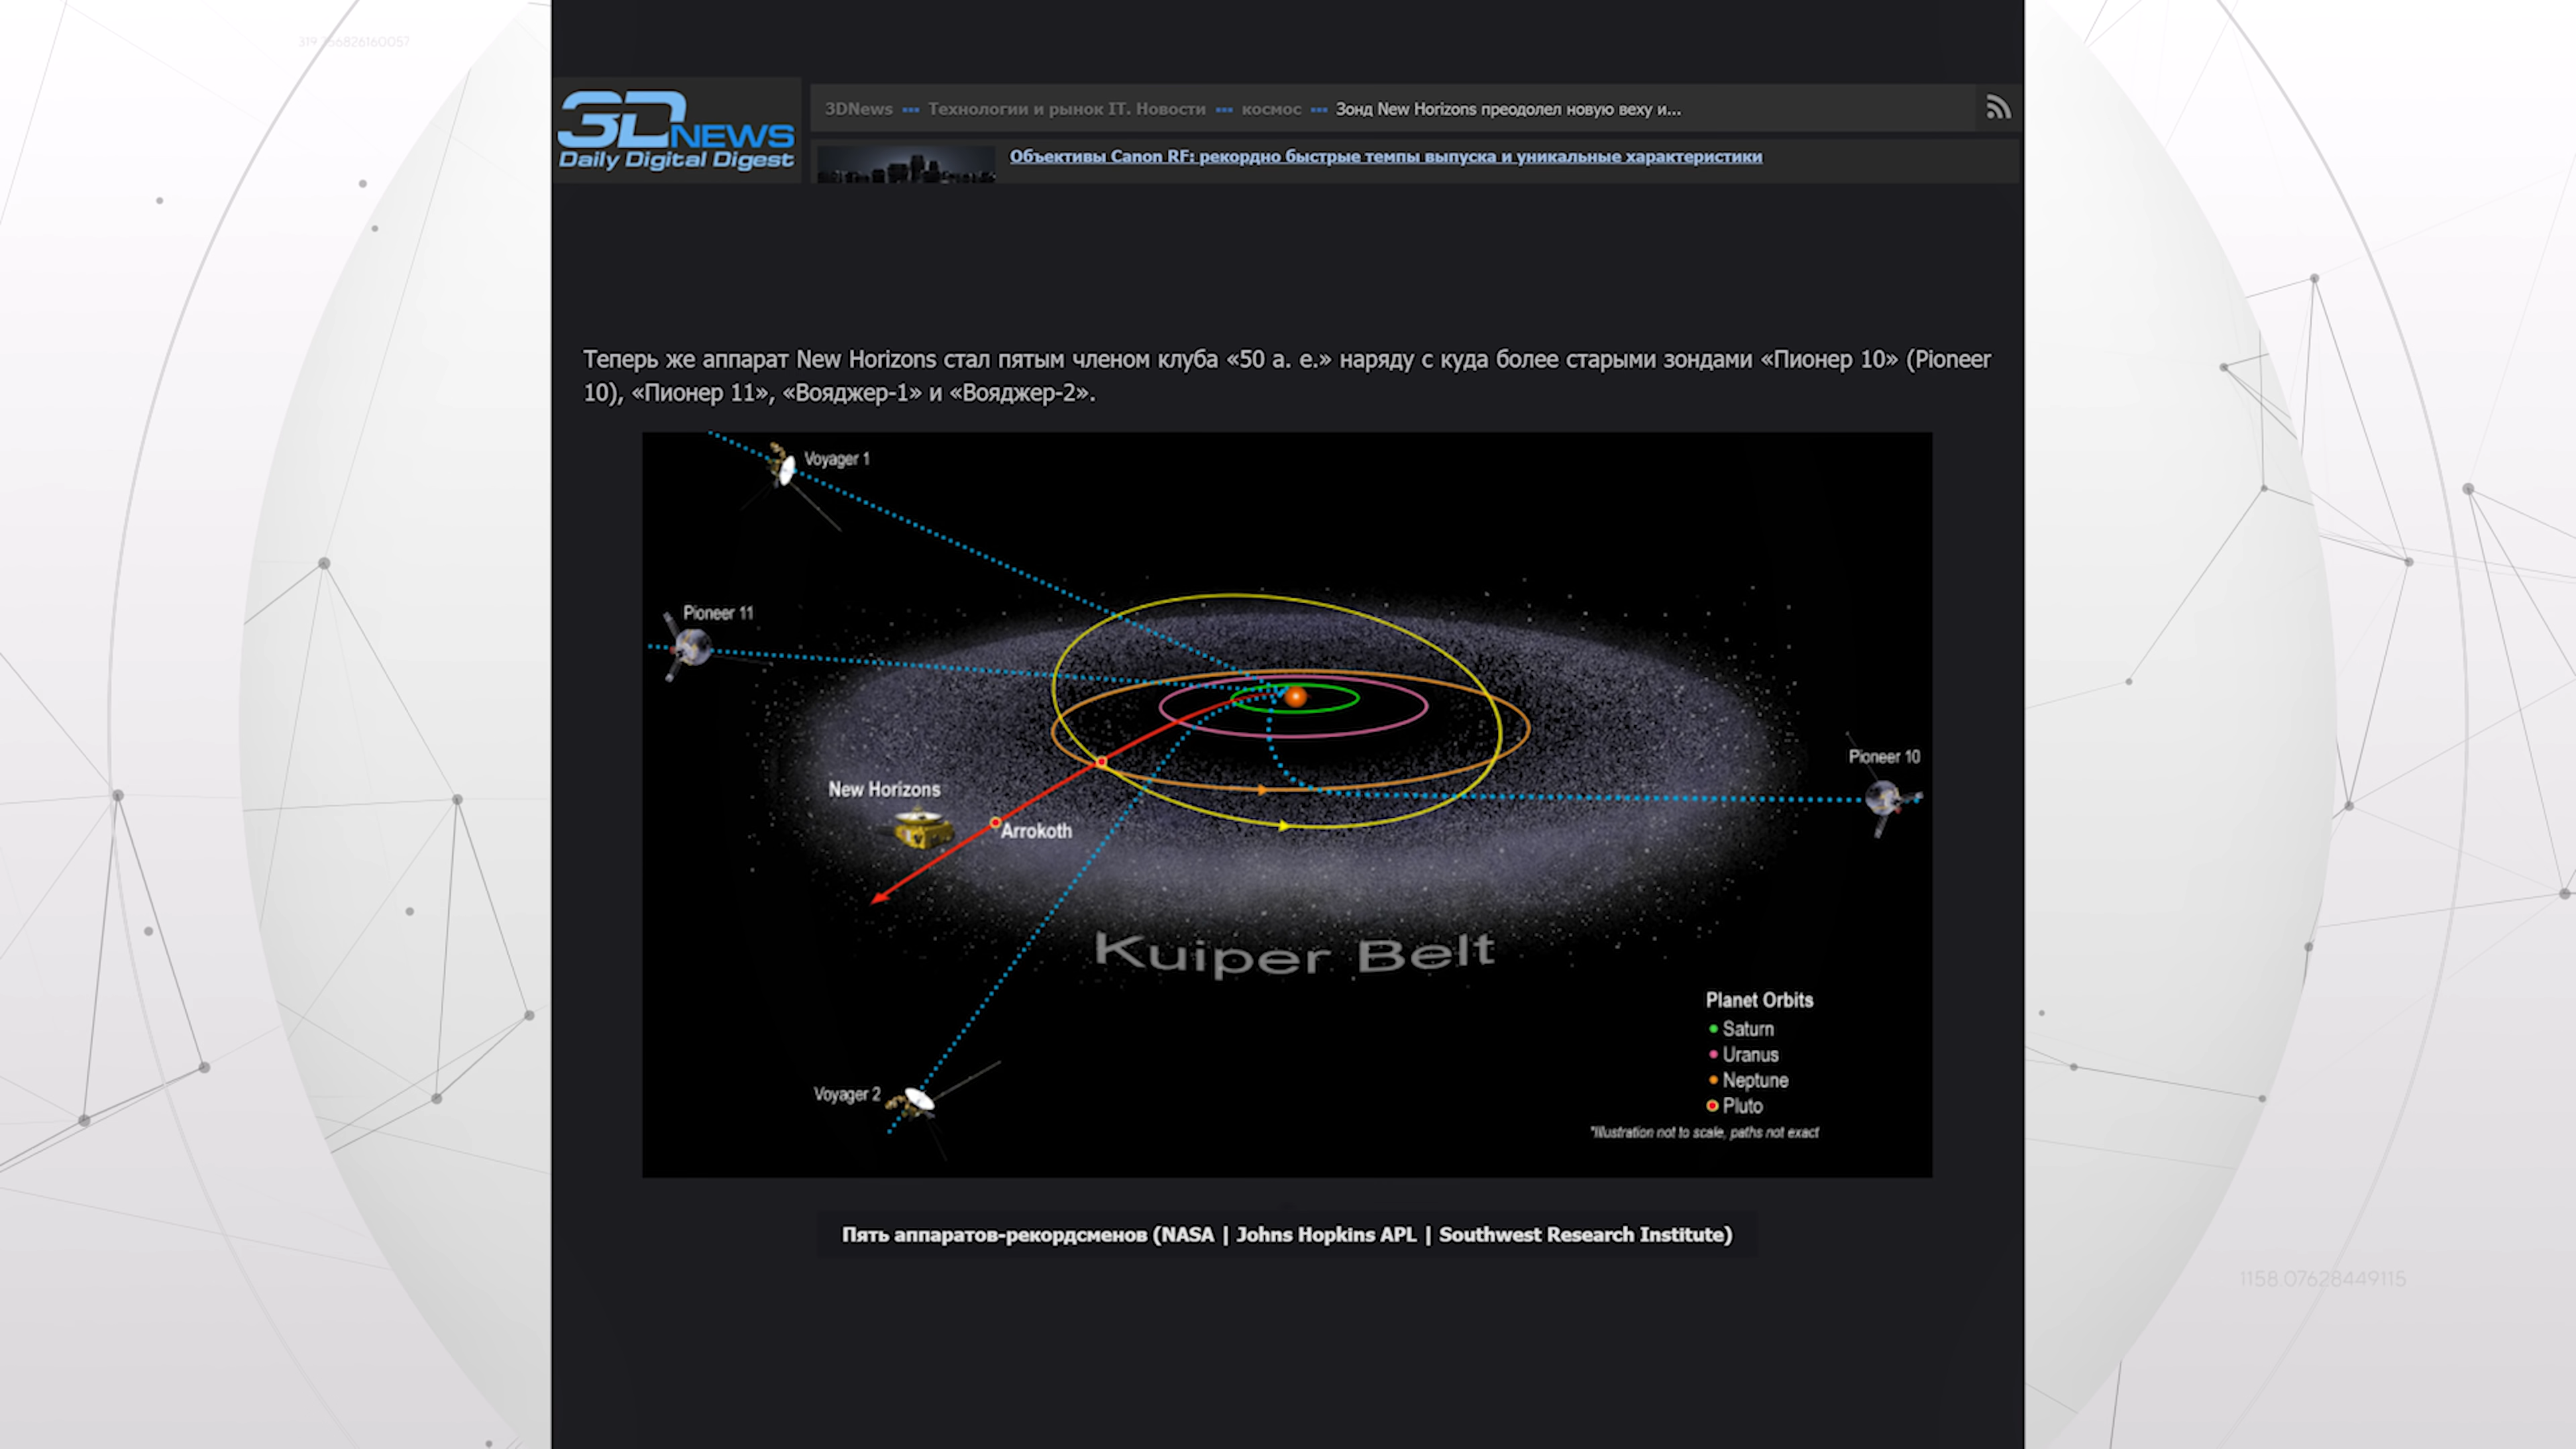 319.756826160057
3DNEWS
Daily Digital Digest
3DNews Технологии и рынок IT. Новости космос Зонд New Horizons преодолел новую веху и...
Объективы Canon RF: рекордно быстрые темпы выпуска и уникальные характеристики
Теперь же аппарат New Horizons стал пятым членом клуба «50 а. е.» наряду с куда более старыми зондами «Пионер 10» (Pioneer
10), «Пионер 11», «Вояджер-1» и «Вояджер-2».
Voyager 1
Pioneer 11
Pioneer 10
New Horizons
Arrokoth
Kuiper Belt
Planet Orbits
Saturn
Uranus
Neptune
Voyager 2
Pluto
*Illustration not to scale, paths not exact
Пять аппаратов-рекордсменов (NASA | Johns Hopkins APL | Southwest Research Institute)
1158.07628449115